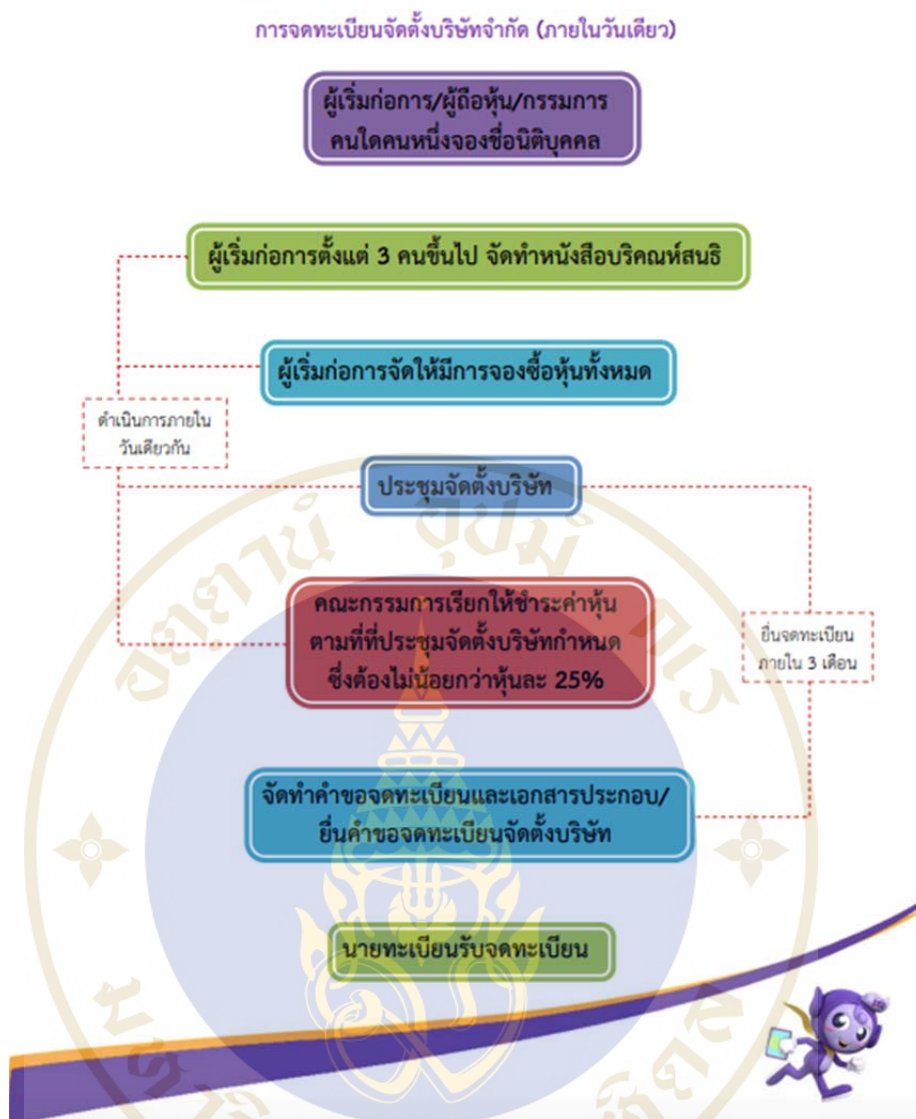 การจดทะเบียนจัดตั้งบริษัทจำกัด (ภายในวันเดียว)
ผู้เริ่มก่อการ/ผู้ถือหุ้น/กรรมการ
คนใดคนหนึ่งจองชื่อนิติบุคคล
ผู้เริ่มก่อการตั้งแต่ 3 คนขึ้นไป จัดทำหนังสือบริคณห์สนธิ
ผู้เริ่มก่อการจัดให้มีการจองซื้อหุ้นทั้งหมด
ดำเนินการภายใน
วันเดียวกัน
ประชุมจัดตั้งบริษัท
คณะกรรมการเรียกให้ชำระค่าหุ้น
ตามที่ที่ประชุมจัดตั้งบริษัทกำหนด
ซึ่งต้องไม่น้อยกว่าหุ้นละ 25%
ยื่นจดทะเบียน
ภายใน 3 เดือน
จัดทำคำขอจดทะเบียนและเอกสารประกอบ/
ยื่นคำขอจดทะเบียนจัดตั้งบริษัท
นายทะเบียนรับจดทะเบียน
อตฺตานํ อุปมํ กเร